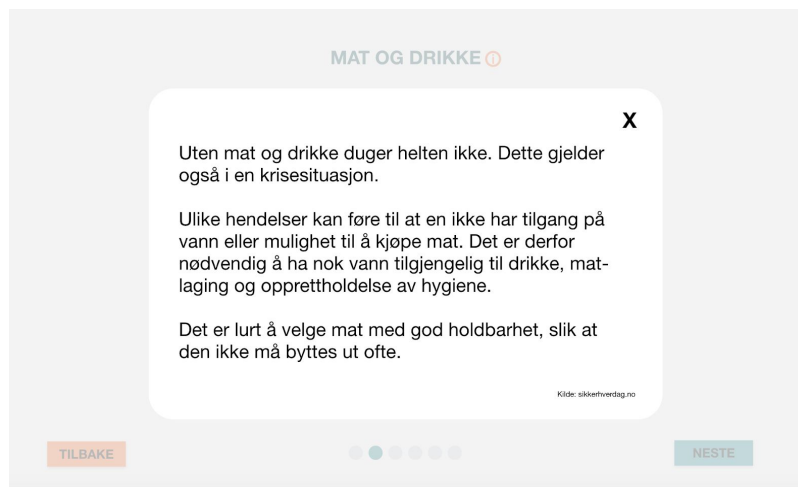 MAT OG DRIKKE
X
Uten mat og drikke duger helten ikke. Dette gjelder
også i en krisesituasjon.
Ulike hendelser kan føre til at en ikke har tilgang på
vann eller mulighet til å kjøpe mat. Det er derfor
nødvendig å ha nok vann tilgjengelig til drikke, mat-
laging og opprettholdelse av hygiene.
Det er lurt å velge mat med god holdbarhet, slik at
den ikke må byttes ut ofte.
Kilde: sikkerhverdag.no
TILBAKE
NESTE